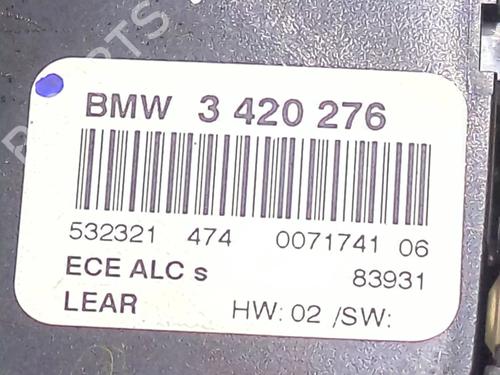 BMW 3 420 276
532321 474 0071741 06
ECE ALC s 83931
LEAR HW: 02 /SW: